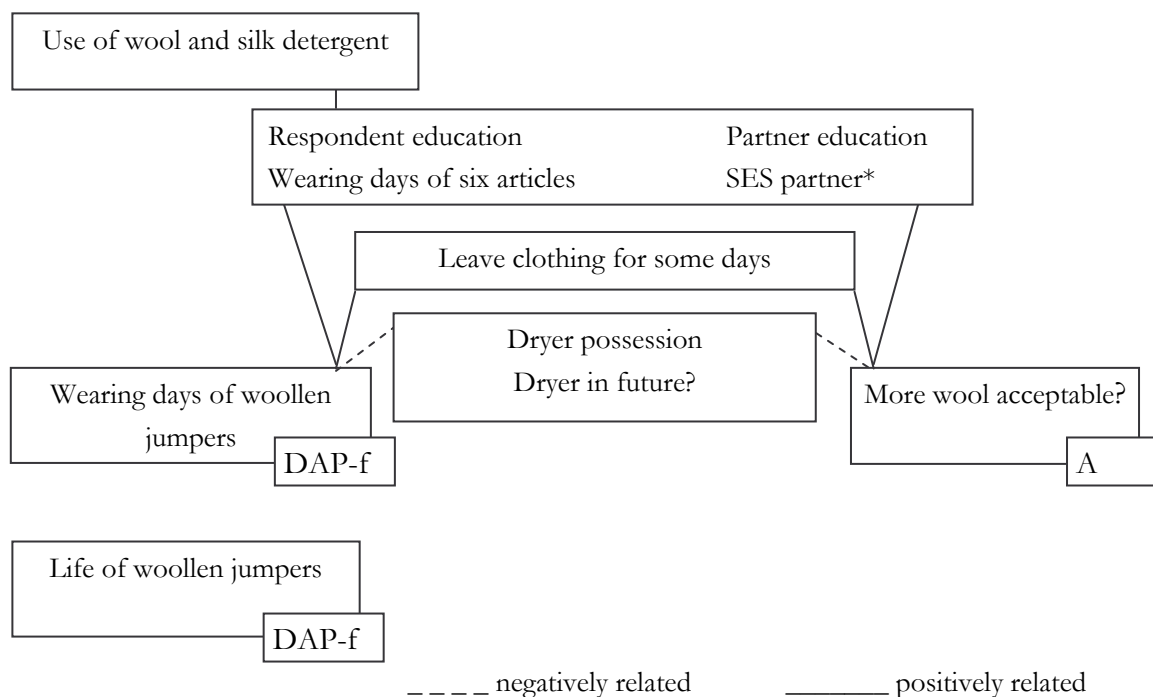 Use of wool and silk detergent
Respondent education Partner education
Wearing days of six articles SES partner*
Leave clothing for some days
Dryer possession
Dryer in future?
Wearing days of woollen
jumpers
DAP-f
More wool acceptable?
A
Life of woollen jumpers
DAP-f
_ _ _ _ negatively related ______ positively related